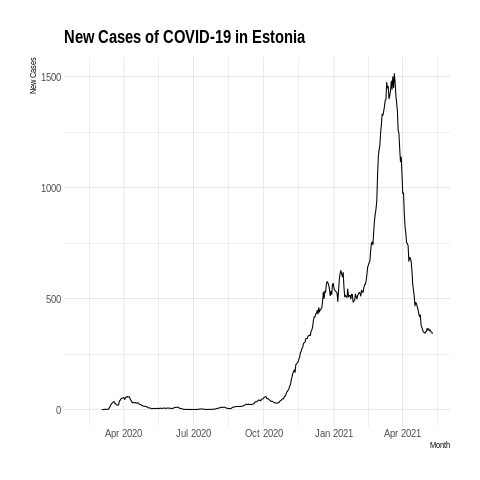 New Cases of COVID-19 in Estonia
New Cases
1500
1000
500
0
Apr 2020 Jul 2020 Oct 2020 Jan 2021 Apr 2021
Month